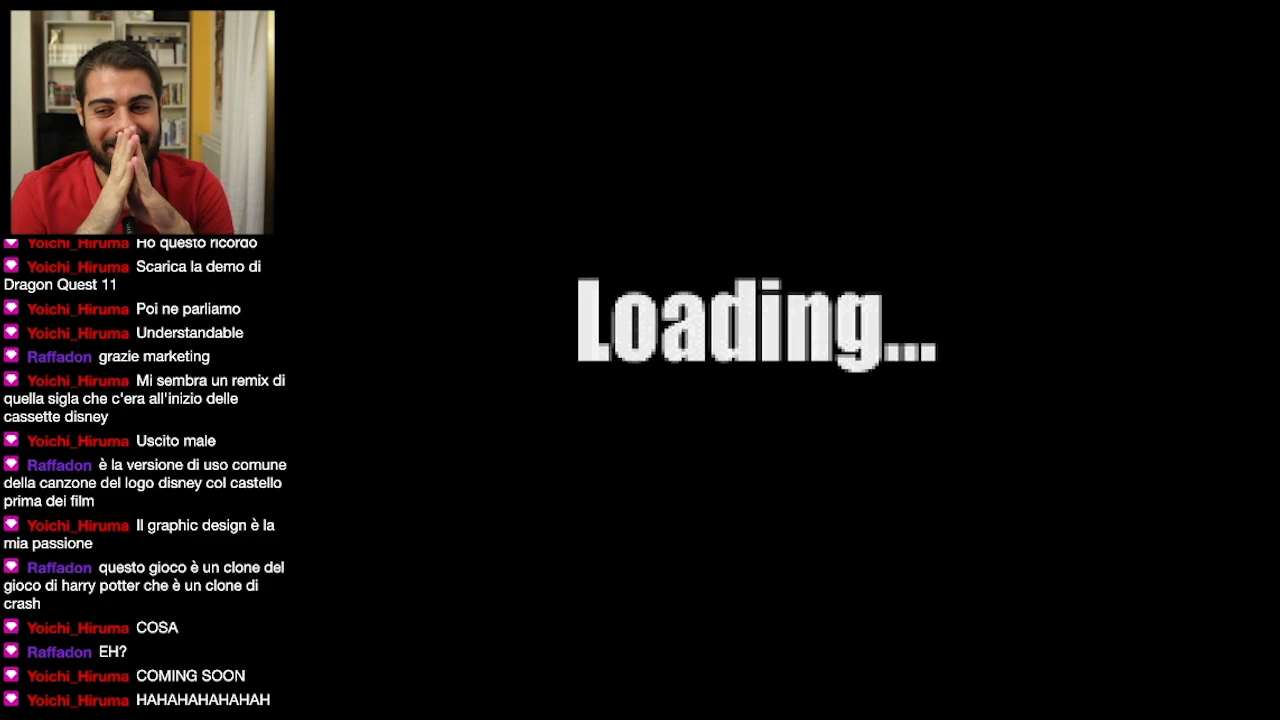 Yoichi_Hiruma Ho questo ricordo
Yoichi_Hiruma Scarica la demo di
Dragon Quest 11
Yoichi_Hiruma Poi ne parliamo
Yoichi_Hiruma Understandable
Raffadon grazie marketing
Yoichi_Hiruma Mi sembra un remix di
quella sigla che c'era all'inizio delle
cassette disney
Yoichi_Hiruma Uscito male
Raffadon è la versione di uso comune
della canzone del logo disney col castello
prima dei film
Yoichi_Hiruma Il graphic design è la
mia passione
Raffadon questo gioco è un clone del
gioco di harry potter che è un clone di
crash
Yoichi_Hiruma COSA
Raffadon EH?
Yoichi_Hiruma COMING SOON
Yoichi_Hiruma HAHAHAHAHAHAH
Loading...